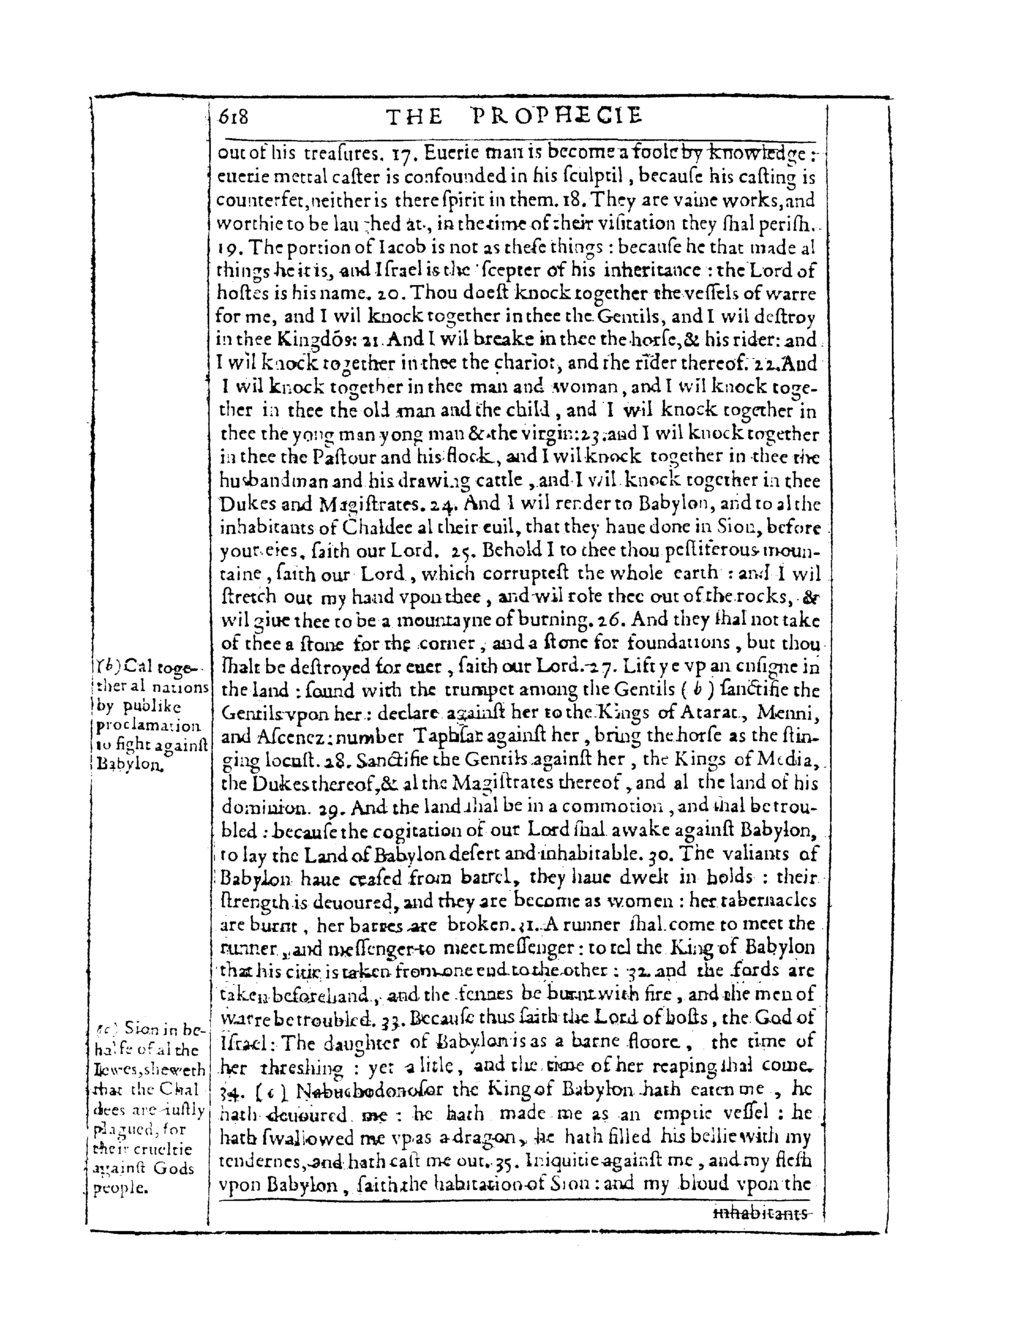 618 THE PROPHECIE
out of his treaſures. 17. Euerie man is become a foole by knowledge :
euerie mettal caſter is confounded in his ſculptil, becauſe his caſting is
counterfet, neither is there ſpirit in them. 18. They are vaine works, and
worthie to be lau hed at, in the time of their viſitation they ſhal periſh.
19. The portion of Iacob is not as theſe things : becauſe he that made al
things he it is, and Iſrael is the ſcepter of his inheritance : the Lord of
hoſtes is his name. 20. Thou doeſt knock together the veſſels of warre
for me, and I wil knock together in thee the Gentils, and I wil deſtroy
in thee Kingdōs: 21. And I wil breake in thee the horſe, & his rider: and
I wil knock together in thee the chariot, and the rider thereof. 22. And
I wil knock together in thee man and woman, and I wil knock toge-
ther in thee the old man and the child, and I wil knock together in
thee the yong man yong man & the virgin: 23. and I wil knock together
in thee the Paſtour and his flock, and I wil knock together in thee the
husbandman and his drawing cattle, and I wil knock together in thee
Dukes and Magiſtrates. 24. And I wil render to Babylon, and to al the
inhabitants of Chaldee al their euil, that they haue done in Sion, before
your eies, ſaith our Lord. 25. Behold I to thee thou peſtiferous moun-
taine, ſaith our Lord, which corrupteſt the whole earth : and I wil
ſtretch out my hand vpon thee, and wil role thee out of the rocks, &
wil giue thee to be a mountayne of burning. 26. And they ſhal not take
of thee a ſtone for the corner, and a ſtone for foundations, but thou
ſhalt be deſtroyed for euer, ſaith our Lord. 27. Lift ye vp an enſigne in
the land : ſound with the trumpet among the Gentils ( b ) ſanctifie the
Gentils vpon her : declare againſt her to the Kings of Ararat, Menni,
and Aſcenez : number Taphſar againſt her, bring the horſe as the ſtin-
ging locuſt. 28. Sanctifie the Gentils againſt her, the Kings of Media,
the Dukes thereof, & al the Magiſtrates thereof, and al the land of his
dominion. 29. And the land ſhal be in a commotion, and ſhal be trou-
bled : becauſe the cogitation of our Lord ſhal awake againſt Babylon,
to lay the Land of Babylon deſert and inhabitable. 30. The valiants of
Babylon haue ceaſed from battel, they haue dwelt in holds : their
ſtrength is deuoured, and they are become as women : her tabernacles
are burnt, her barres are broken. 31. A runner ſhal come to meet the
runner, and meſſenger to meet meſſenger : to tel the King of Babylon
that his citie is taken from one end to the other : 32. and the fords are
taken beforehand, and the fennes be burnt with fire, and the men of
warre be troubled. 33. Becauſe thus ſaith the Lord of hoſts, the God of
Iſrael : The daughter of Babylon is as a barne floore, the time of
her threshing : yet a litle, and the time of her reaping ſhal come.
34. ( c ) Nabuchodonoſor the King of Babylon hath eaten me, he
hath deuoured me : he hath made me as an emptie veſſel : he
hath ſwallowed me vp as a dragon, he hath filled his bellie with my
tendernes, and hath caſt me out. 35. Iniquitie againſt me, and my fleſh
vpon Babylon, ſaith the habitation of Sion : and my bloud vpon the
inhabitants
(b) Cal toge-
ther al nations
by publike
proclamation
to fight againſt
Babylon.
(c) Sion in be-
halfe of al the
Iewes, sheweth
that the Chal
dees are iuſtly
plagued, for
their crueltie
againſt Gods
people.